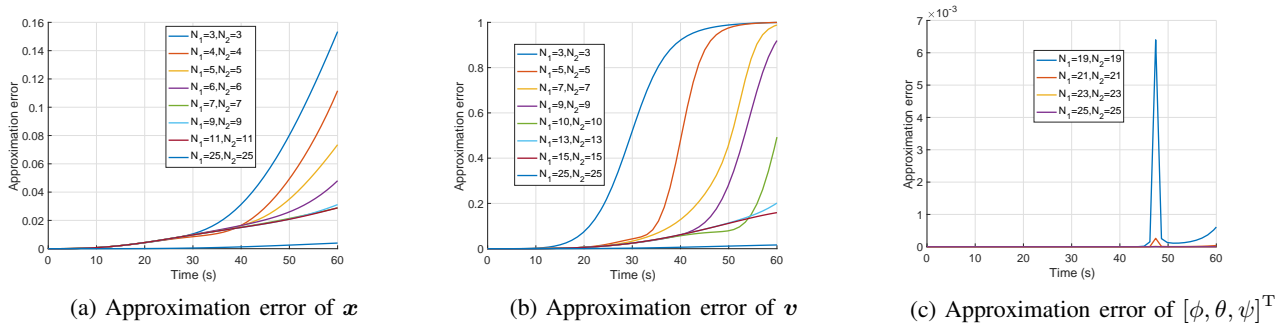 0.16
0.14
0.12
0.1
0.08
0.06
0.04
0.02
0
Approximation error
N₁=3,N₂=3
N₁=4,N₂=4
N₁=5,N₂=5
N₁=6,N₂=6
N₁=7,N₂=7
N₁=9,N₂=9
N₁=11,N₂=11
N₁=25,N₂=25
0 10 20 30 40 50 60
Time (s)
(a) Approximation error of x
1
0.8
0.6
0.4
0.2
0
Approximation error
N₁=3,N₂=3
N₁=5,N₂=5
N₁=7,N₂=7
N₁=9,N₂=9
N₁=10,N₂=10
N₁=13,N₂=13
N₁=15,N₂=15
N₁=25,N₂=25
0 10 20 30 40 50 60
Time (s)
(b) Approximation error of v
×10⁻³
7
6
5
4
3
2
1
0
Approximation error
N₁=19,N₂=19
N₁=21,N₂=21
N₁=23,N₂=23
N₁=25,N₂=25
0 10 20 30 40 50 60
Time (s)
(c) Approximation error of [ϕ, θ, ψ]ᵀ